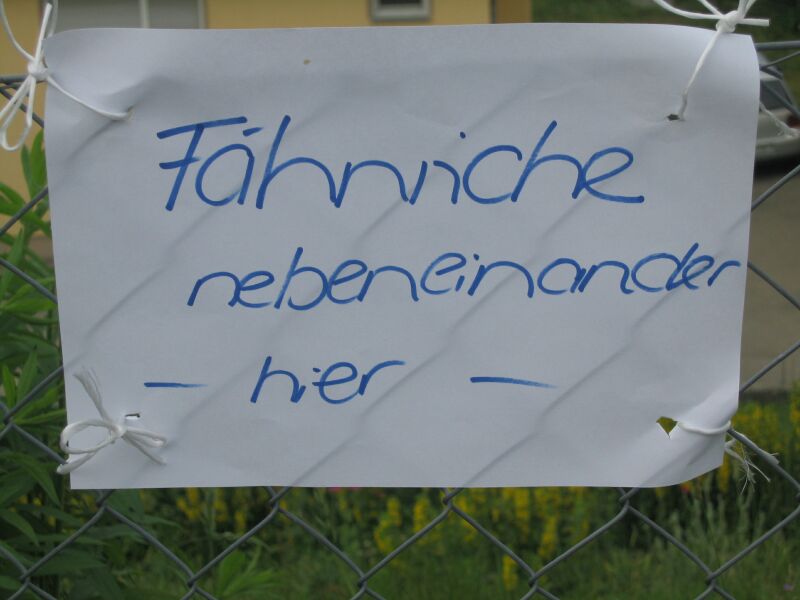 Fähnriche
nebeneinander
- hier -